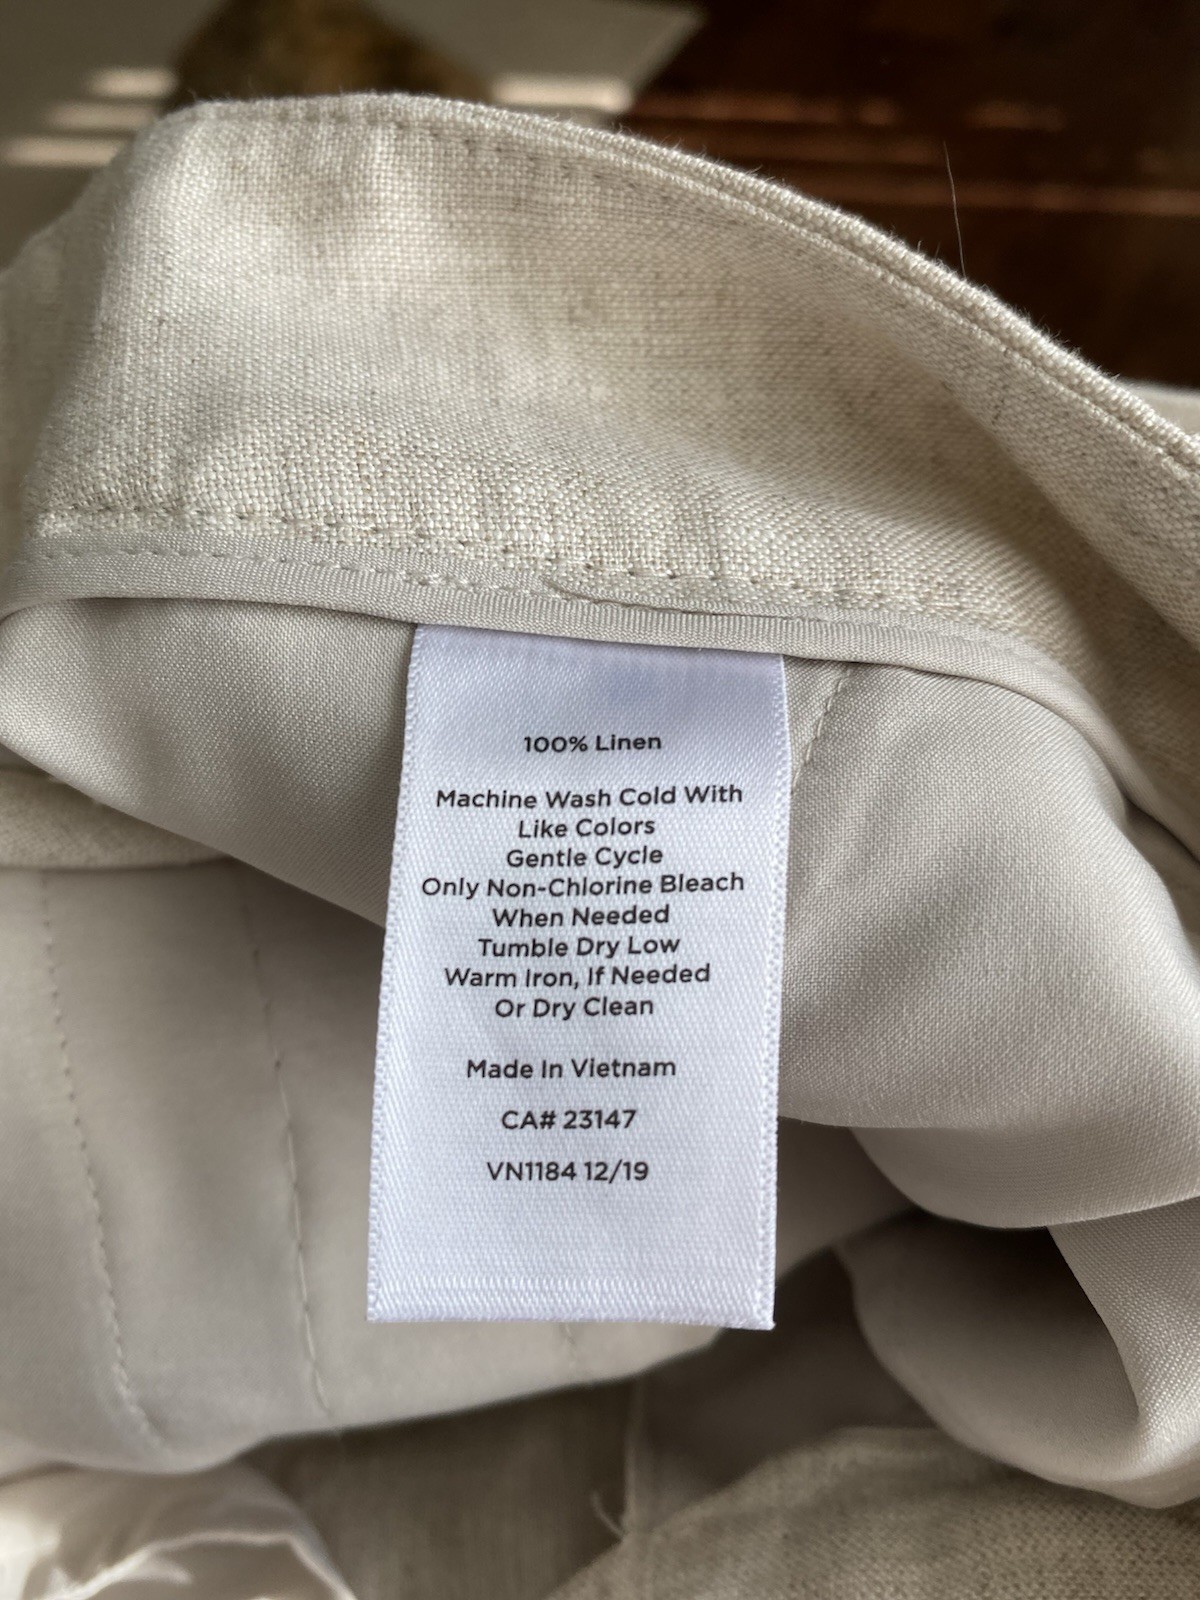 100% Linen
Machine Wash Cold With
Like Colors
Gentle Cycle
Only Non-Chlorine Bleach
When Needed
Tumble Dry Low
Warm Iron, If Needed
Or Dry Clean
Made In Vietnam
CA# 23147
VN1184 12/19